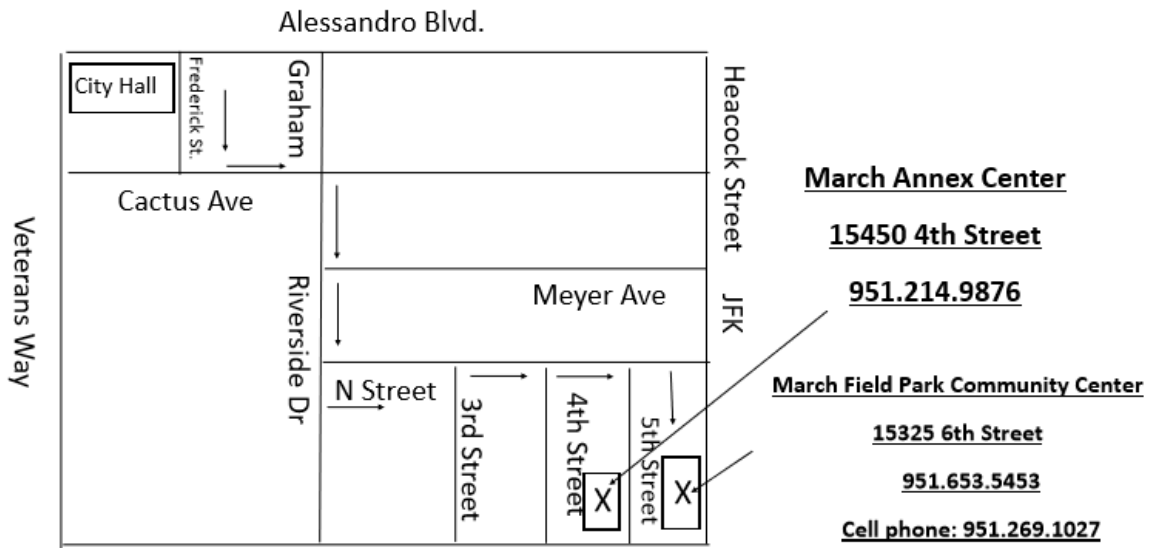 Alessandro Blvd.
City Hall
Frederick St.
Graham
Heacock Street
Cactus Ave
Veterans Way
Riverside Dr
Meyer Ave
JFK
N Street
3rd Street
4th Street
5th Street
X
X
March Annex Center
15450 4th Street
951.214.9876
March Field Park Community Center
15325 6th Street
951.653.5453
Cell phone: 951.269.1027